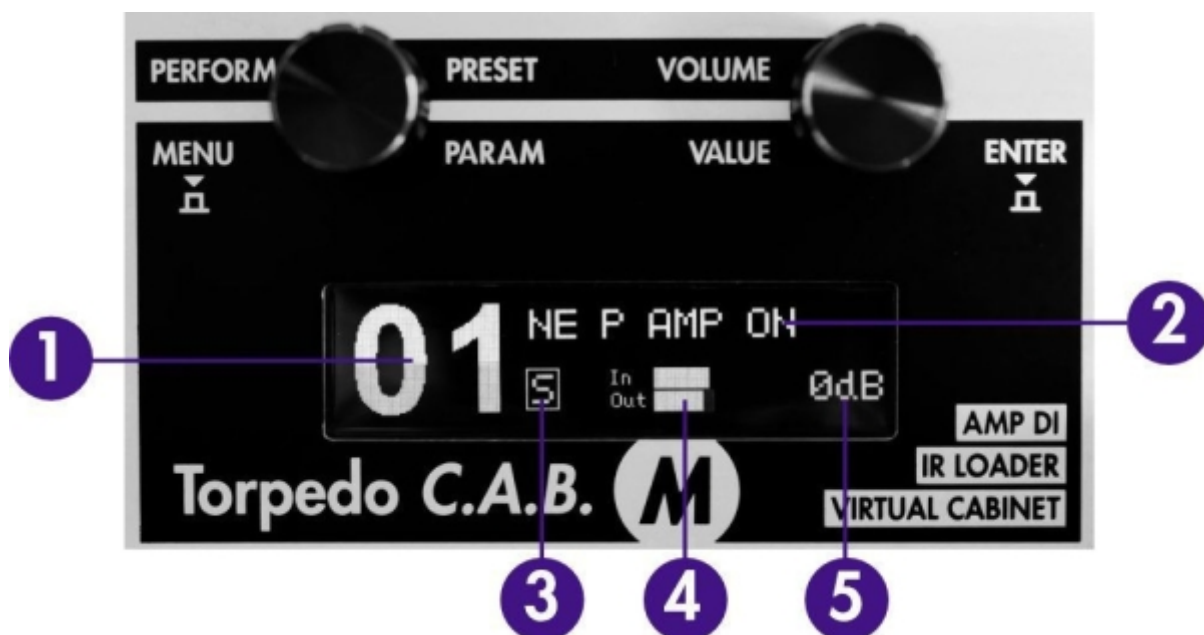 PERFORM PRESET VOLUME
MENU PARAM VALUE ENTER
01 NE P AMP ON
S In 0dB
Out
1
2
AMP DI
IR LOADER
VIRTUAL CABINET
Torpedo C.A.B. M
3 4 5